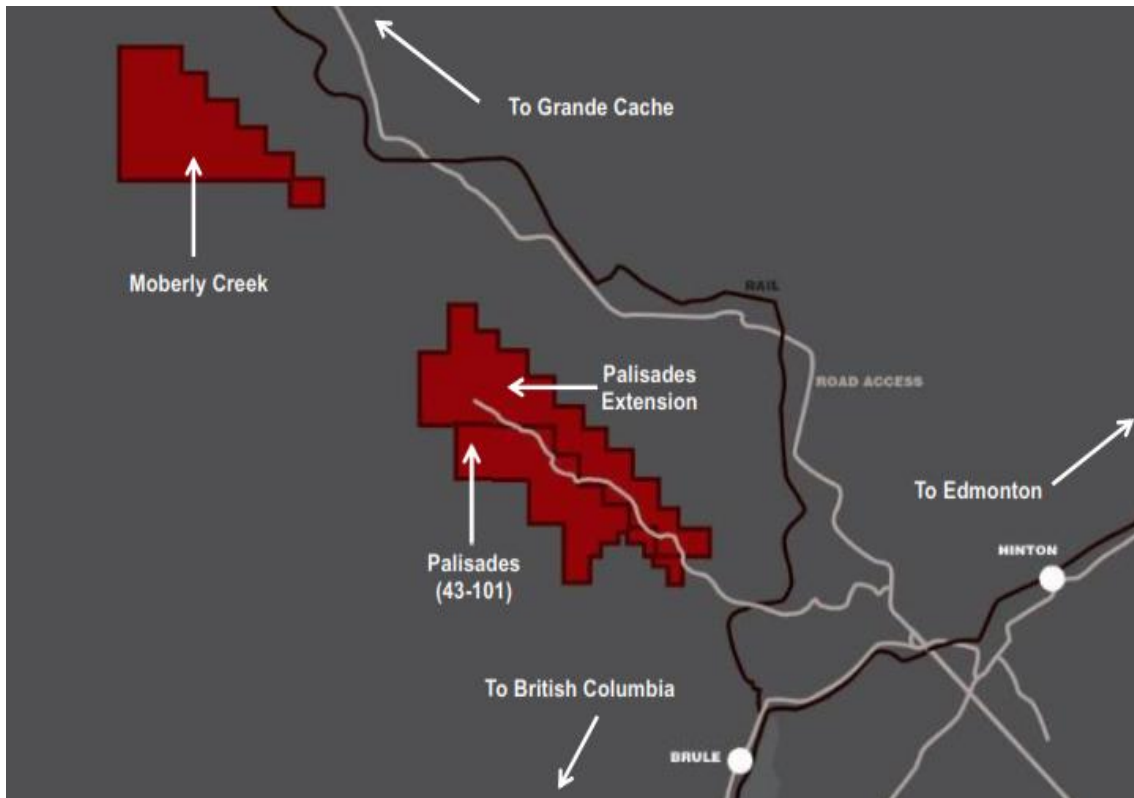 To Grande Cache
Moberly Creek
RAIL
Palisades
Extension
ROAD ACCESS
To Edmonton
HINTON
Palisades
(43-101)
To British Columbia
BRULE